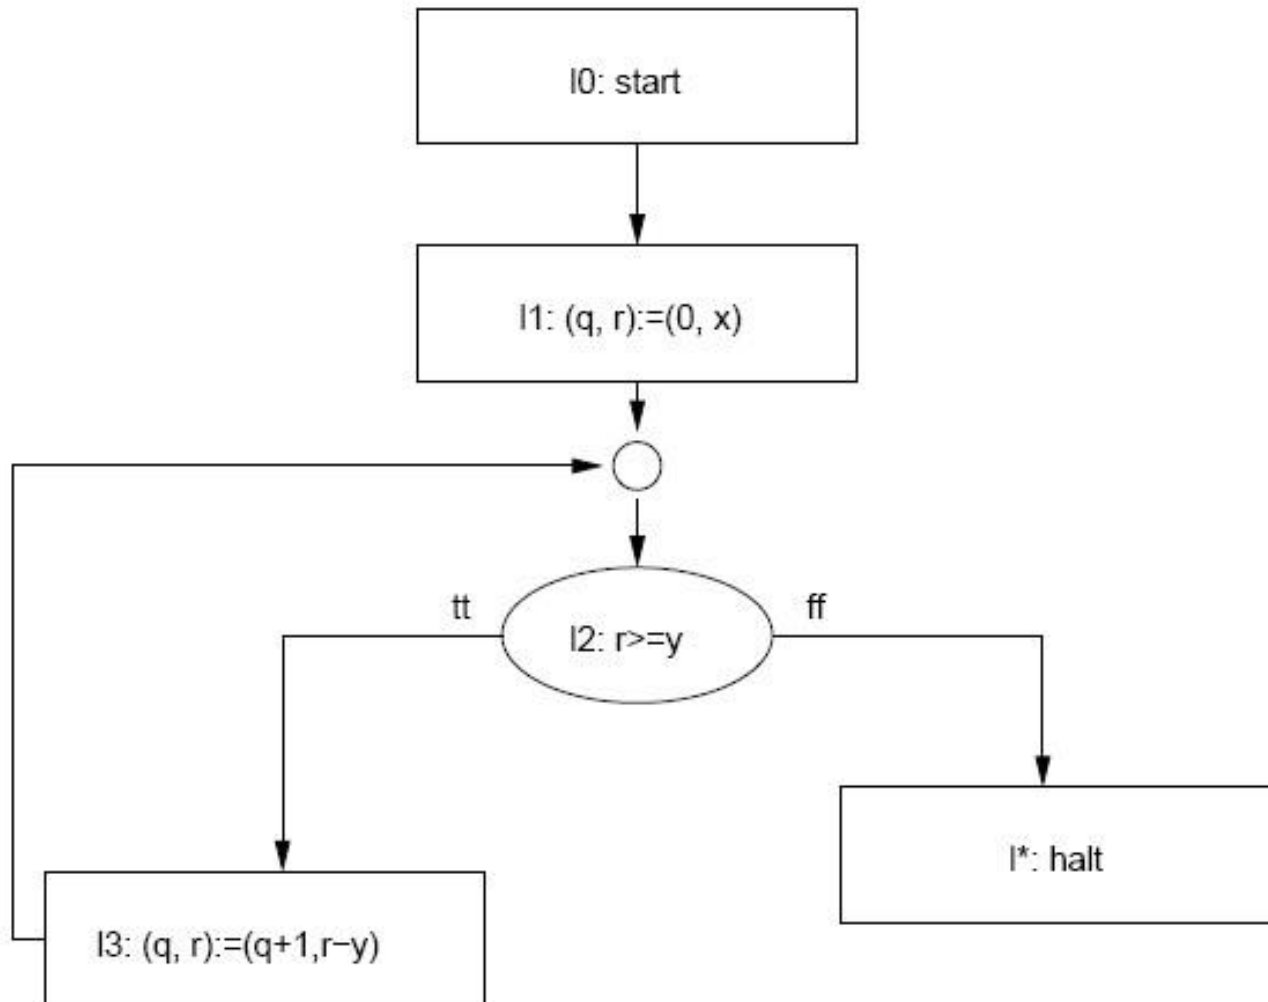 l0: start
l1: (q, r):=(0, x)
tt
ff
l2: r>=y
l*: halt
l3: (q, r):=(q+1,r−y)